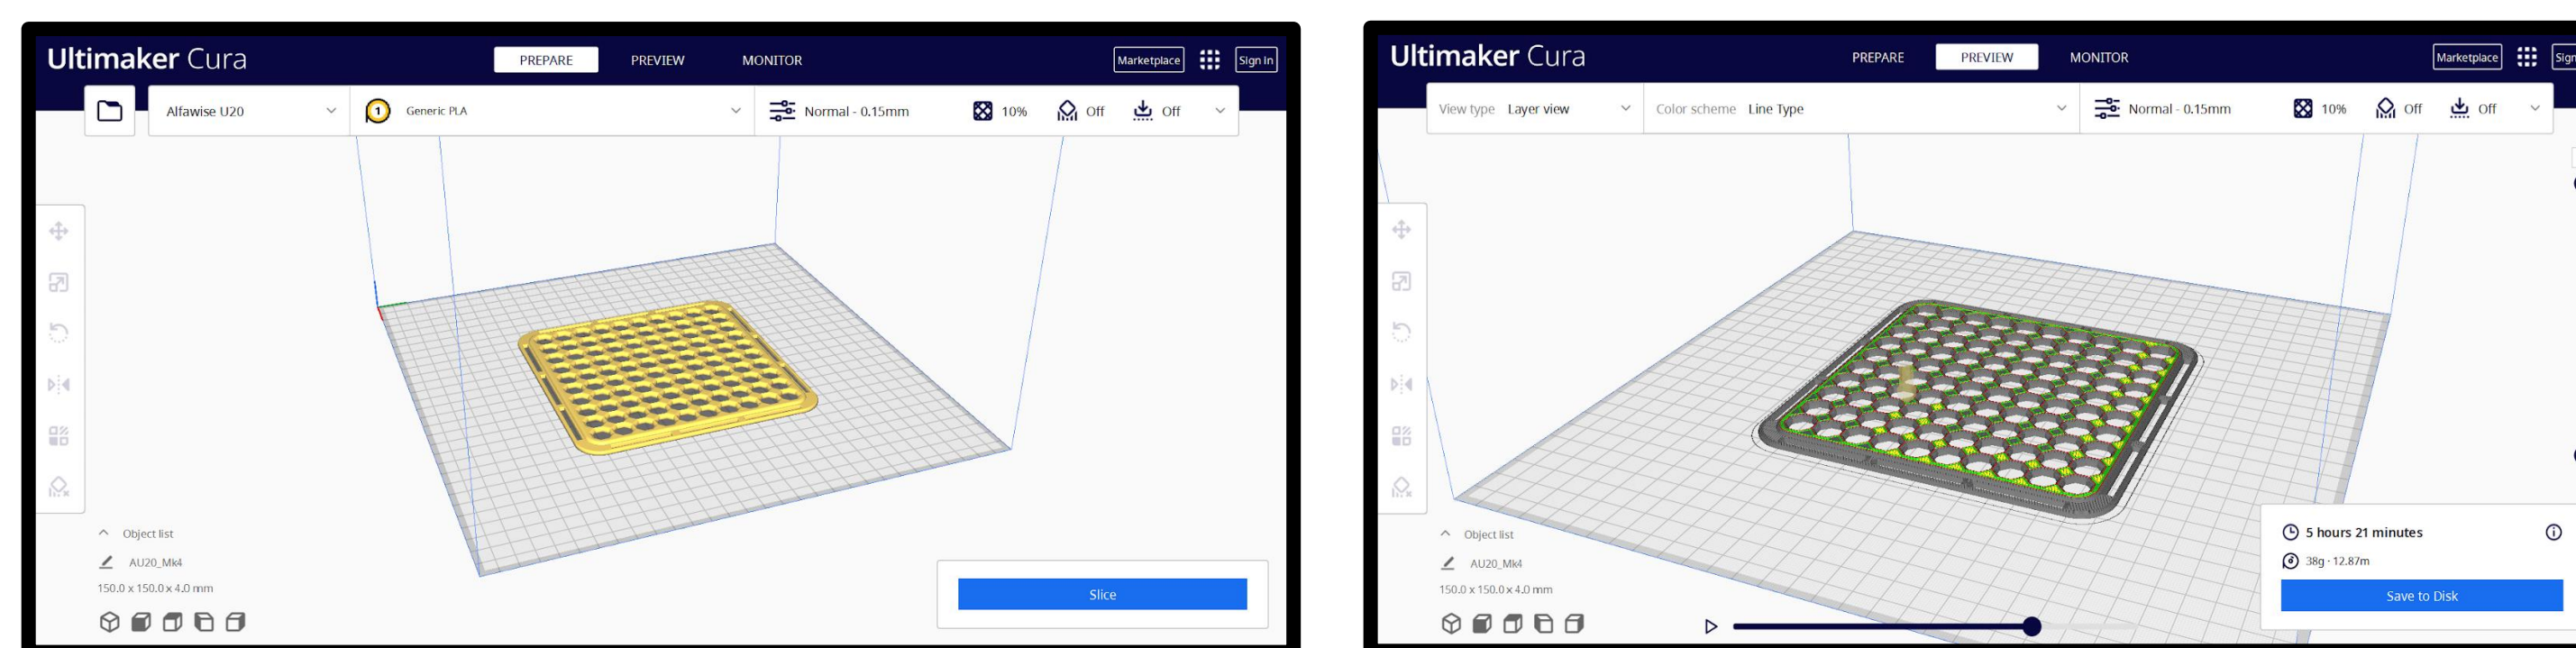 Ultimaker Cura
PREPARE
PREVIEW
MONITOR
Marketplace
Sign in
Alfawise U20
1
Generic PLA
Normal - 0.15mm
10%
Off
Off
Object list
AU20_Mk4
150.0 x 150.0 x 4.0 mm
Slice
Ultimaker Cura
PREPARE
PREVIEW
MONITOR
Marketplace
Sign
View type Layer view
Color scheme Line Type
Normal - 0.15mm
10%
Off
Off
Object list
AU20_Mk4
150.0 x 150.0 x 4.0 mm
5 hours 21 minutes
38g · 12.87m
Save to Disk